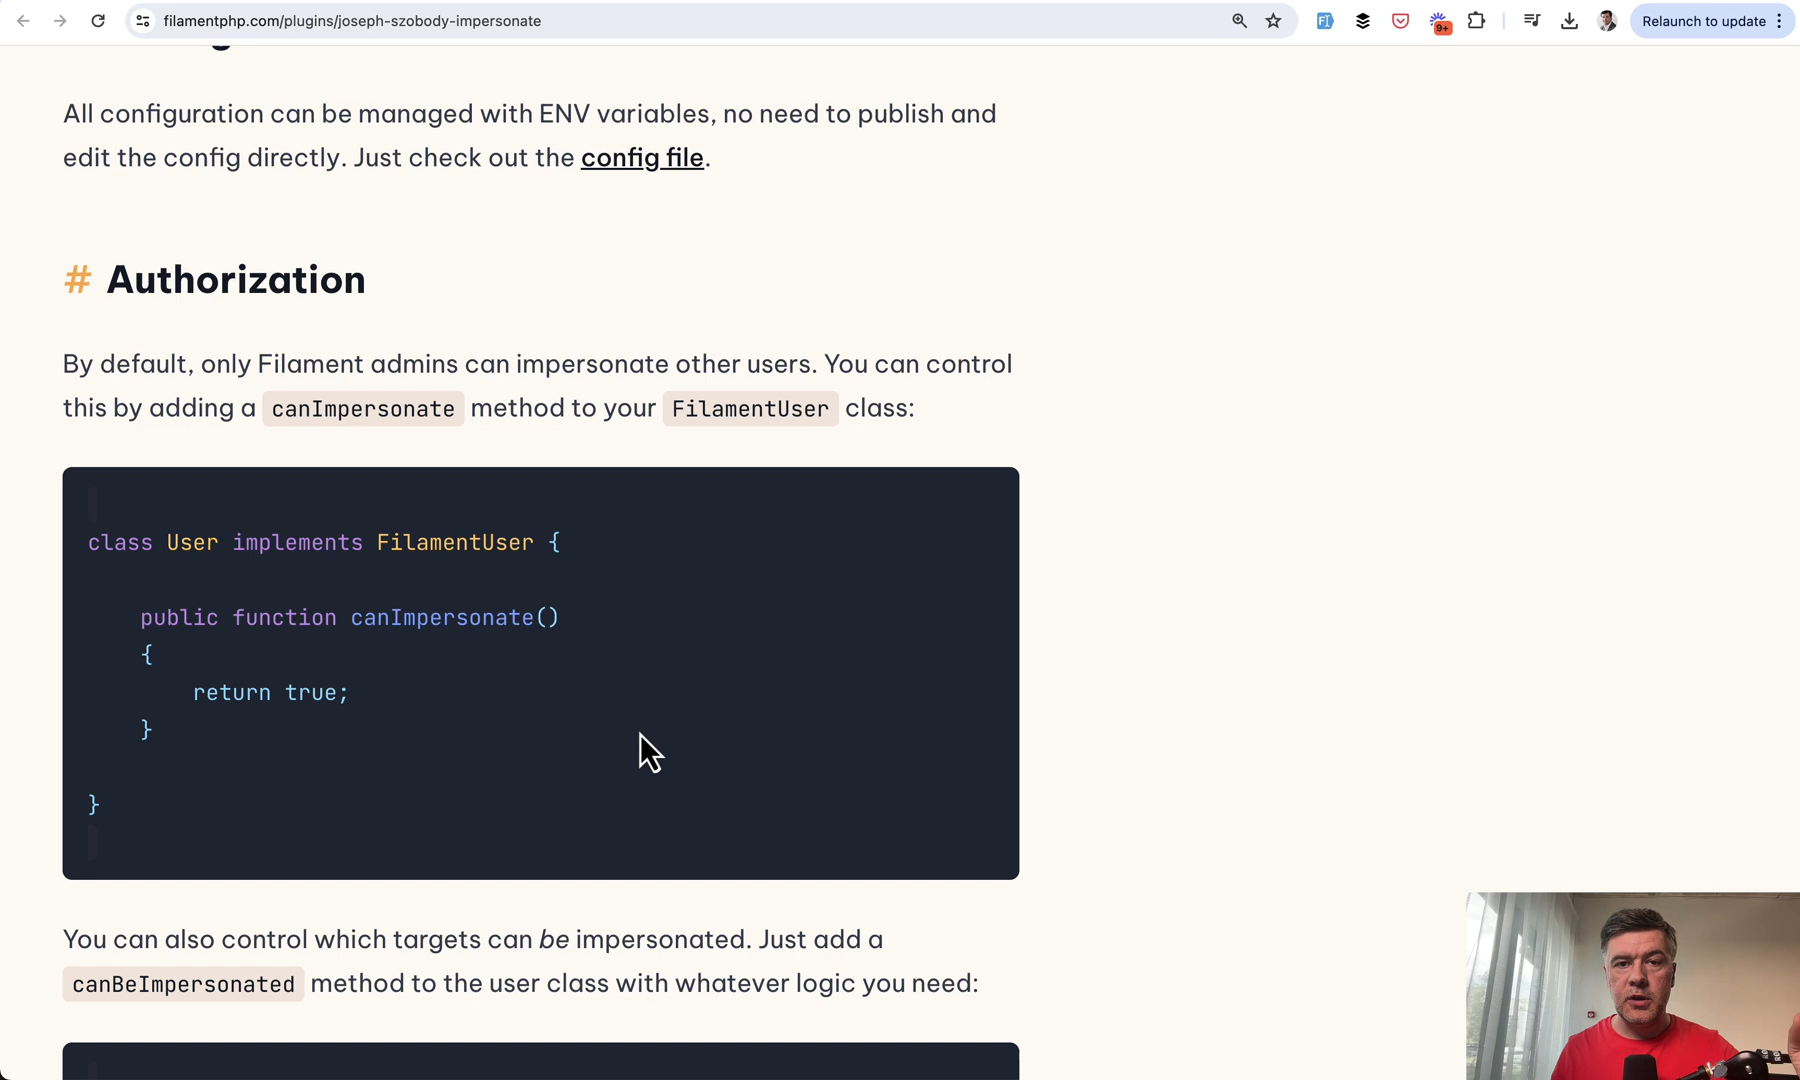 filamentphp.com/plugins/joseph-szobody-impersonate
9+
Relaunch to update
All configuration can be managed with ENV variables, no need to publish and
edit the config directly. Just check out the config file.
# Authorization
By default, only Filament admins can impersonate other users. You can control
this by adding a canImpersonate method to your FilamentUser class:
class User implements FilamentUser {
public function canImpersonate()
{
return true;
}
}
You can also control which targets can be impersonated. Just add a
canBeImpersonated method to the user class with whatever logic you need: